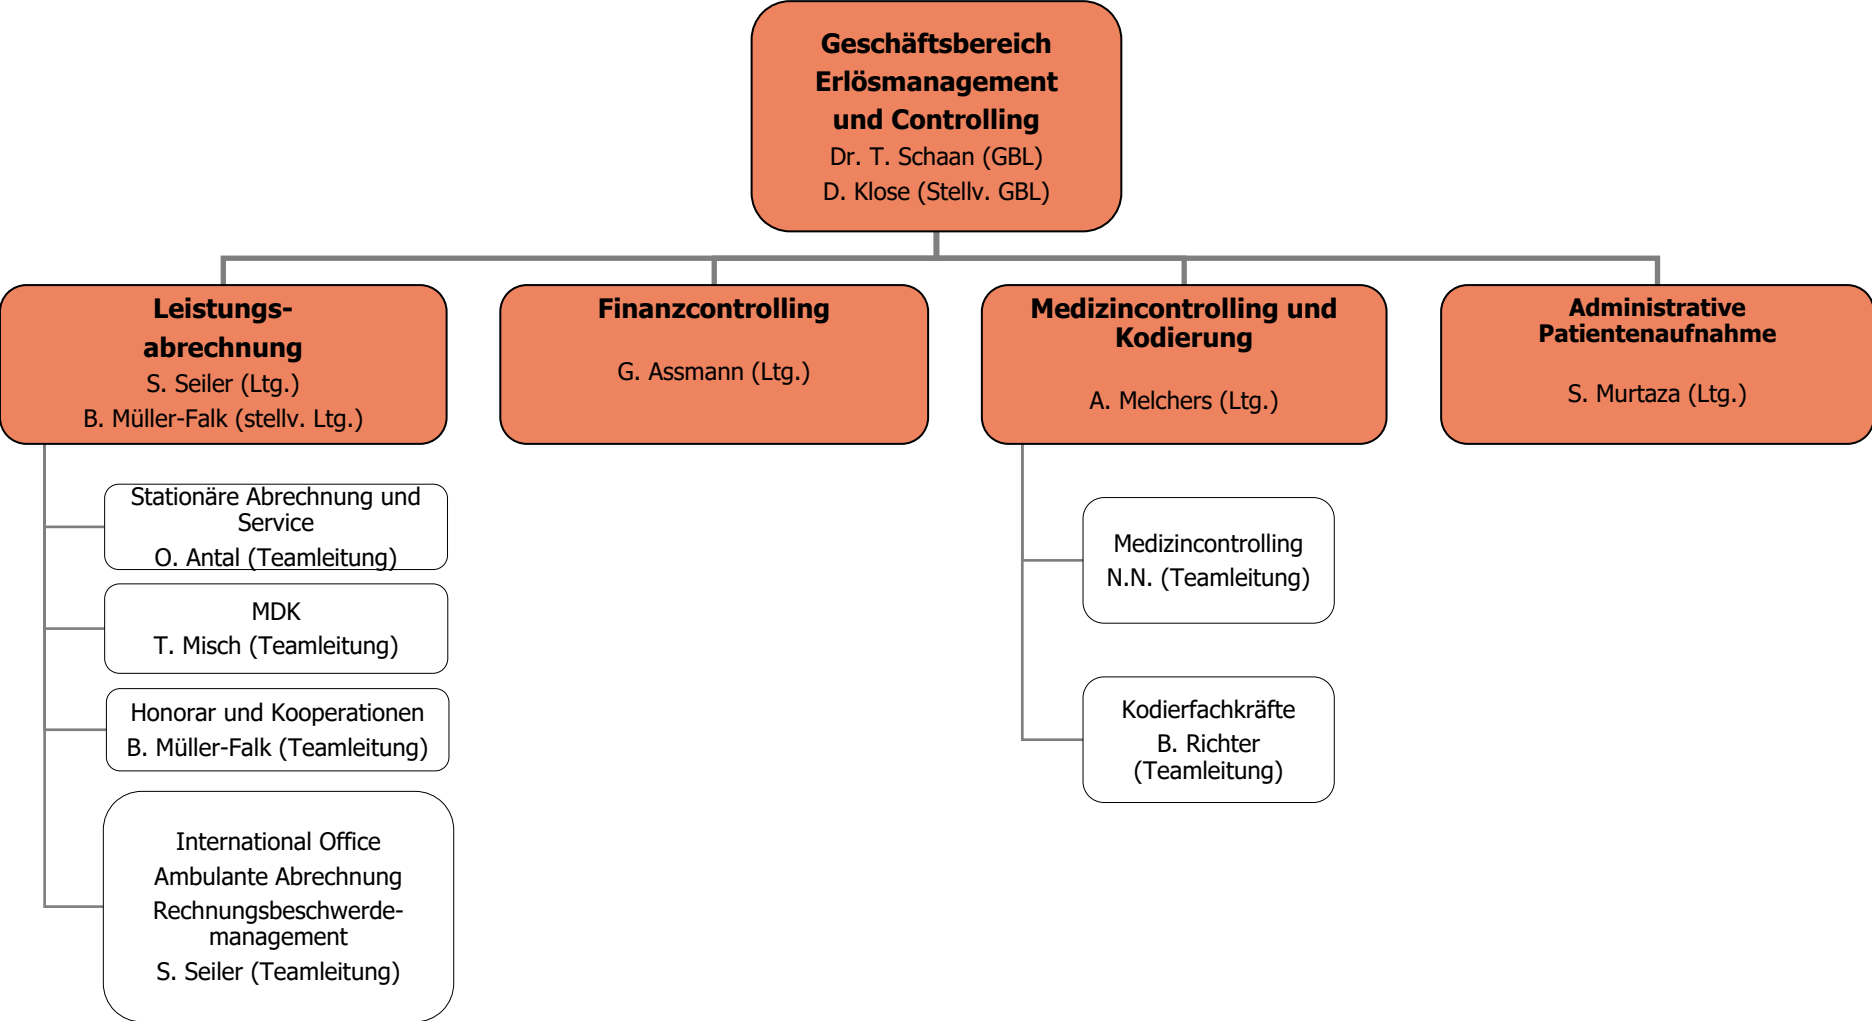 Geschäftsbereich
Erlösmanagement
und Controlling
Dr. T. Schaan (GBL)
D. Klose (Stellv. GBL)
Leistungs-
abrechnung
S. Seiler (Ltg.)
B. Müller-Falk (stellv. Ltg.)
Finanzcontrolling
G. Assmann (Ltg.)
Medizincontrolling und
Kodierung
A. Melchers (Ltg.)
Administrative
Patientenaufnahme
S. Murtaza (Ltg.)
Stationäre Abrechnung und
Service
O. Antal (Teamleitung)
MDK
T. Misch (Teamleitung)
Honorar und Kooperationen
B. Müller-Falk (Teamleitung)
International Office
Ambulante Abrechnung
Rechnungsbeschwerde-
management
S. Seiler (Teamleitung)
Medizincontrolling
N.N. (Teamleitung)
Kodierfachkräfte
B. Richter
(Teamleitung)